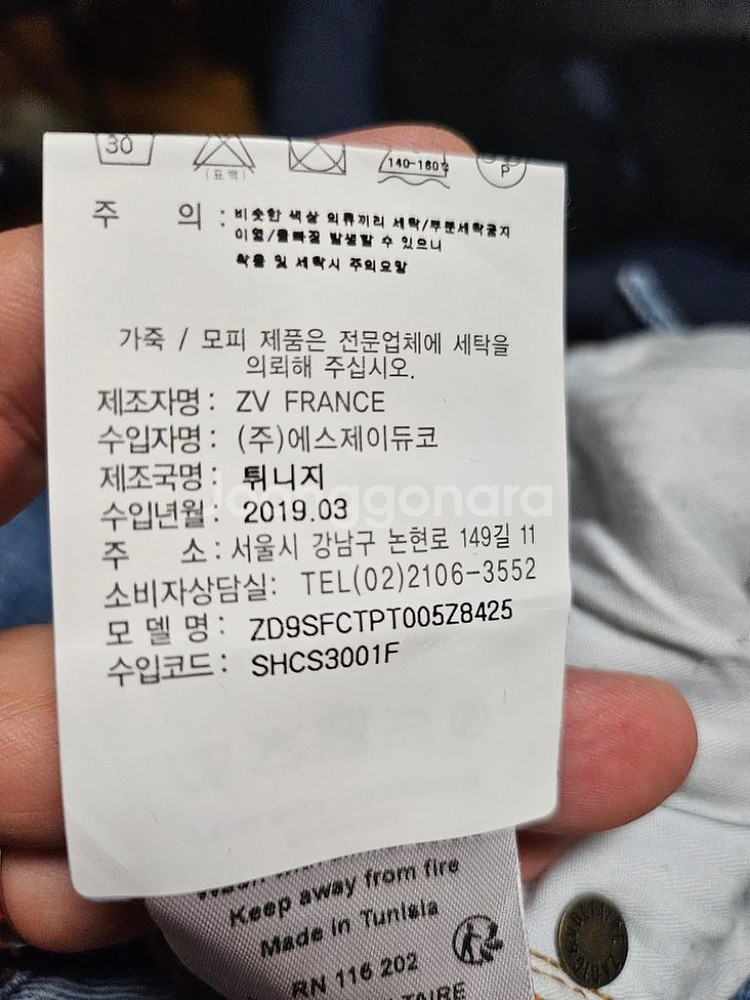 30
140-160℃
P
(표백)
주 의 : 비슷한 색상 의류끼리 세탁/부분세탁금지
이염/물빠짐 발생할 수 있으니
착용 및 세탁시 주의요망
가죽 / 모피 제품은 전문업체에 세탁을
의뢰해 주십시오.
제조자명 : ZV FRANCE
수입자명 : (주)에스제이듀코
제조국명 : 튀니지
수입년월 : 2019.03
주 소 : 서울시 강남구 논현로 149길 11
소비자상담실: TEL(02)2106-3552
모 델 명 : ZD9SFCTPT005Z8425
수입코드 : SHCS3001F
joonggonara
Keep away from fire
Made in Tunisia
RN 116 202